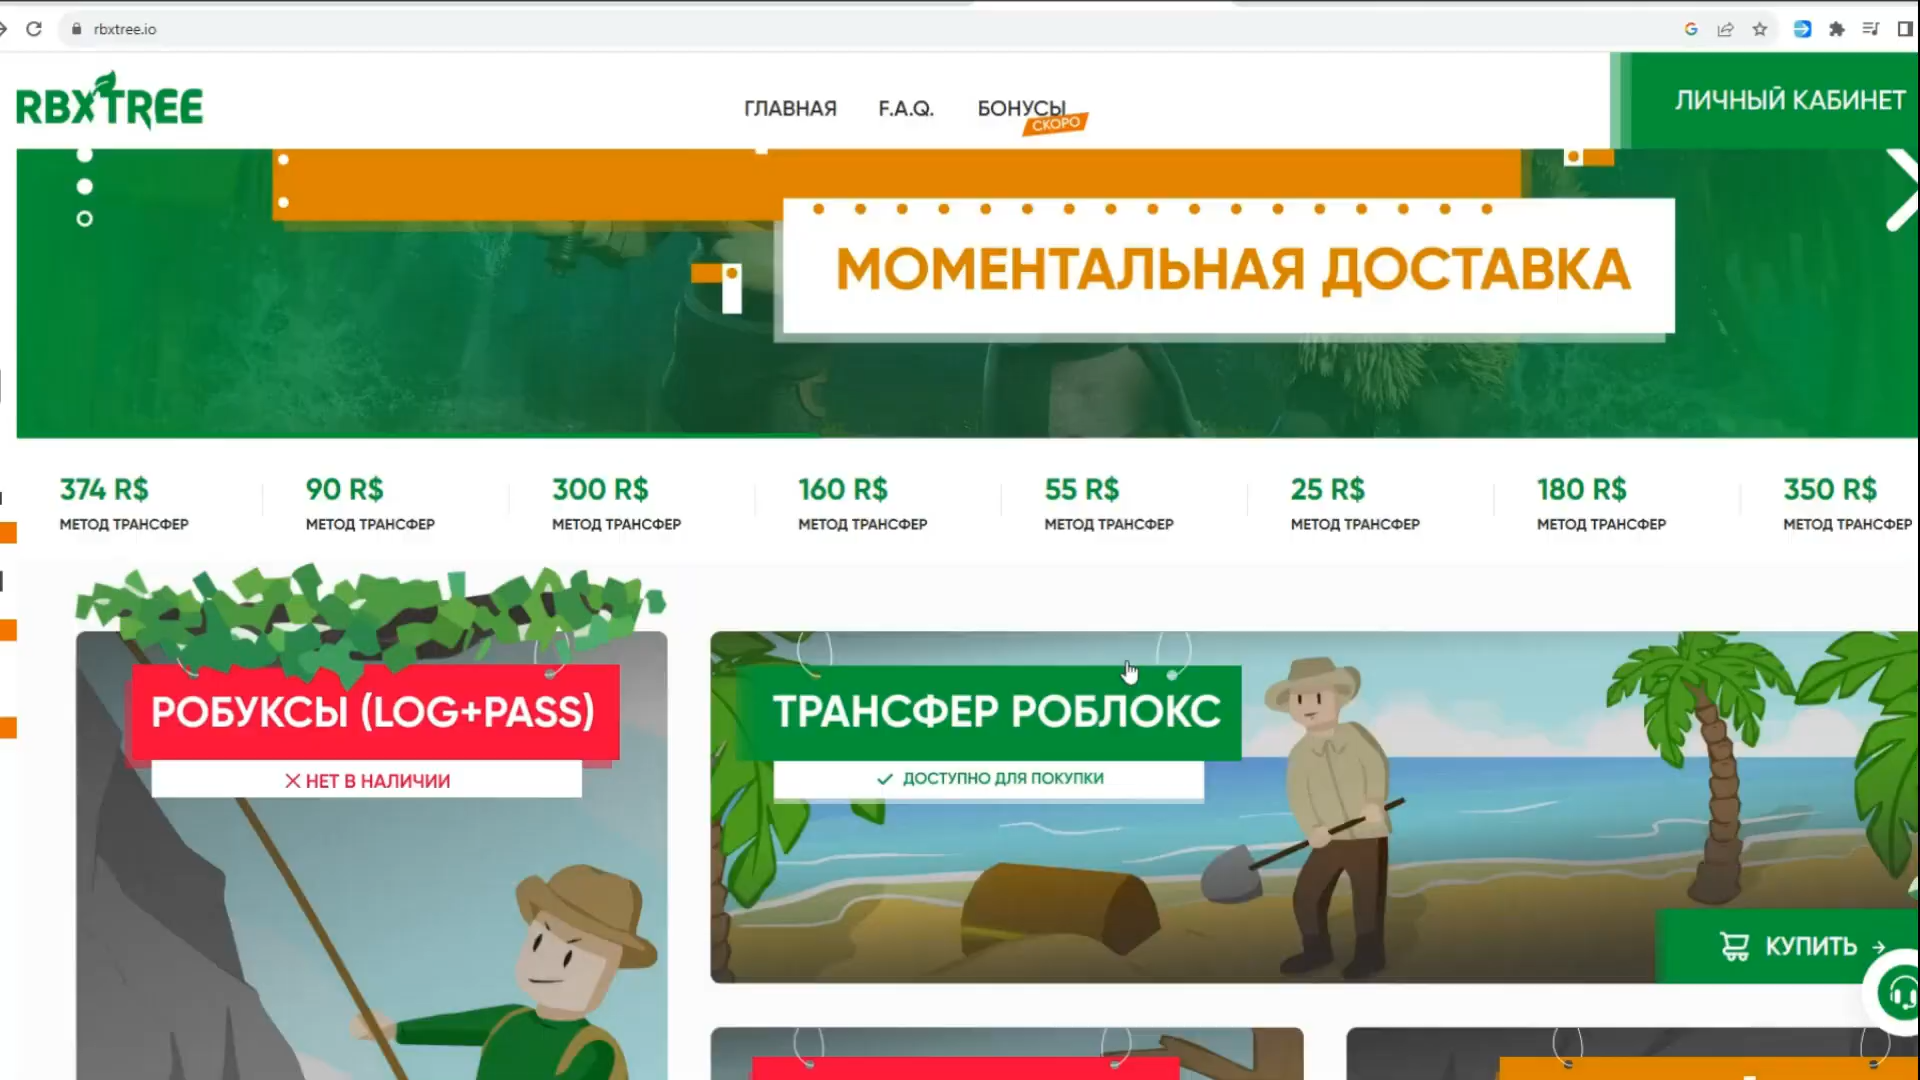 rbxtree.io
RBXTREE
ГЛАВНАЯ
F.A.Q.
БОНУСЫ
СКОРО
ЛИЧНЫЙ КАБИНЕТ
МОМЕНТАЛЬНАЯ ДОСТАВКА
374 R$
90 R$
300 R$
160 R$
55 R$
25 R$
180 R$
350 R$
МЕТОД ТРАНСФЕР
МЕТОД ТРАНСФЕР
МЕТОД ТРАНСФЕР
МЕТОД ТРАНСФЕР
МЕТОД ТРАНСФЕР
МЕТОД ТРАНСФЕР
МЕТОД ТРАНСФЕР
МЕТОД ТРАНСФЕР
РОБУКСЫ (LOG+PASS)
НЕТ В НАЛИЧИИ
ТРАНСФЕР РОБЛОКС
ДОСТУПНО ДЛЯ ПОКУПКИ
КУПИТЬ